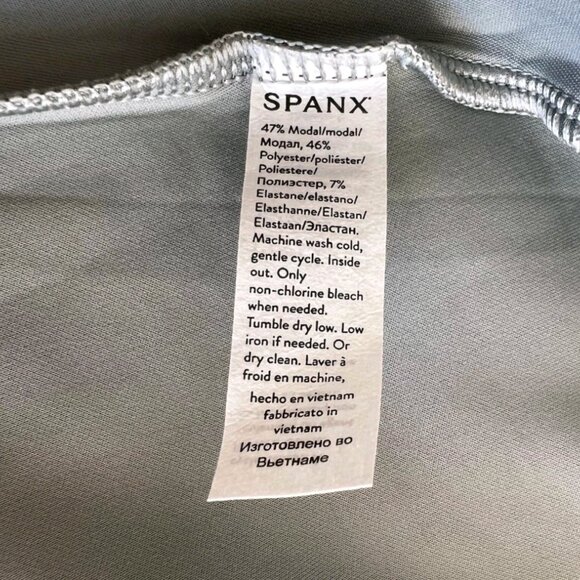 SPANX
47% Modal/modal/
Модал, 46%
Polyester/poliéster/
Poliestere/
Полиэстер, 7%
Elastane/elastano/
Elasthanne/Elastan/
Elastaan/Эластан.
Machine wash cold,
gentle cycle. Inside
out. Only
non-chlorine bleach
when needed.
Tumble dry low. Low
iron if needed. Or
dry clean. Laver à
froid en machine,
hecho en vietnam
fabbricato in
vietnam
Изготовлено во
Вьетнаме